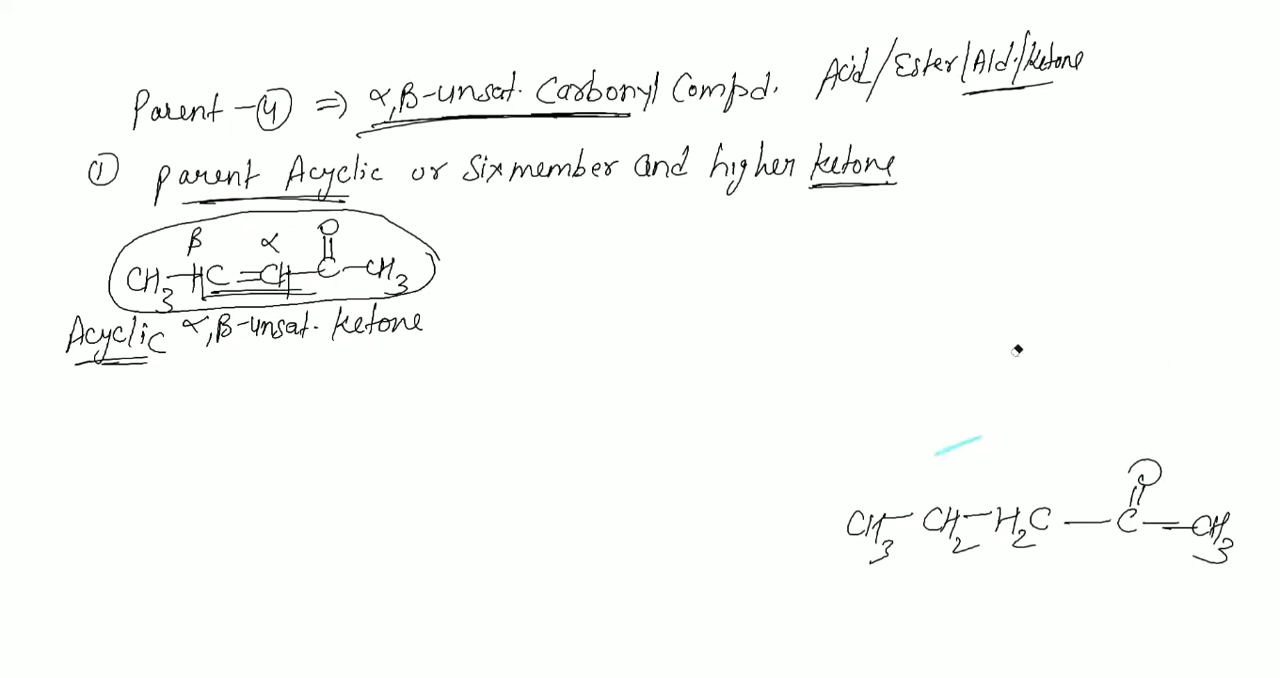 Parent-④ ⇒ α,β-unsat. Carbonyl Compd. Acid/Ester/Ald./ketone
① parent Acyclic or Six member and higher ketone
β α O
CH₃-HC=CH-C-CH₃
Acyclic α,β-unsat. ketone
O
CH₃-CH₂-H₂C-C-CH₃